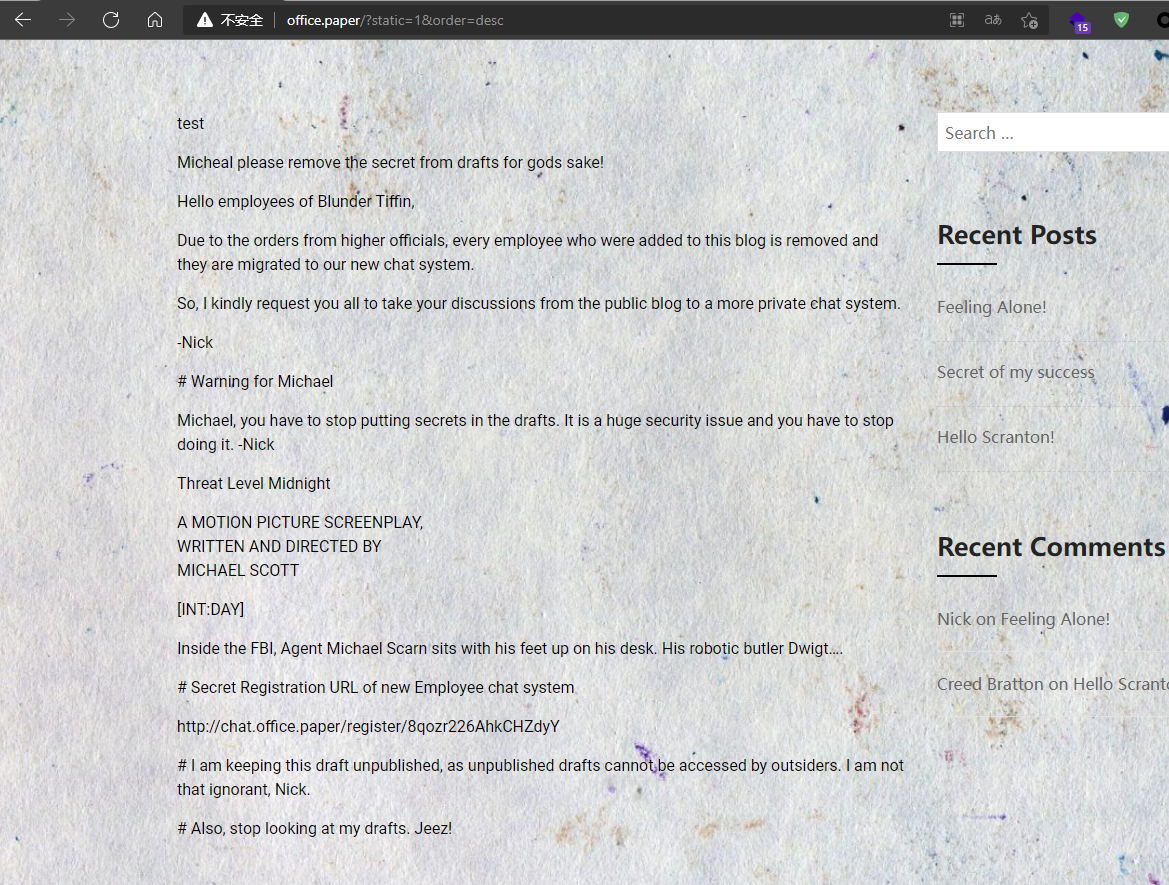 不安全
office.paper/?static=1&order=desc
aあ
15
test
Micheal please remove the secret from drafts for gods sake!
Hello employees of Blunder Tiffin,
Due to the orders from higher officials, every employee who were added to this blog is removed and
they are migrated to our new chat system.
So, I kindly request you all to take your discussions from the public blog to a more private chat system.
-Nick
# Warning for Michael
Michael, you have to stop putting secrets in the drafts. It is a huge security issue and you have to stop
doing it. -Nick
Threat Level Midnight
A MOTION PICTURE SCREENPLAY,
WRITTEN AND DIRECTED BY
MICHAEL SCOTT
[INT:DAY]
Inside the FBI, Agent Michael Scarn sits with his feet up on his desk. His robotic butler Dwigt….
# Secret Registration URL of new Employee chat system
http://chat.office.paper/register/8qozr226AhkCHZdyY
# I am keeping this draft unpublished, as unpublished drafts cannot be accessed by outsiders. I am not
that ignorant, Nick.
# Also, stop looking at my drafts. Jeez!
Search …
Recent Posts
Feeling Alone!
Secret of my success
Hello Scranton!
Recent Comments
Nick on Feeling Alone!
Creed Bratton on Hello Scranto